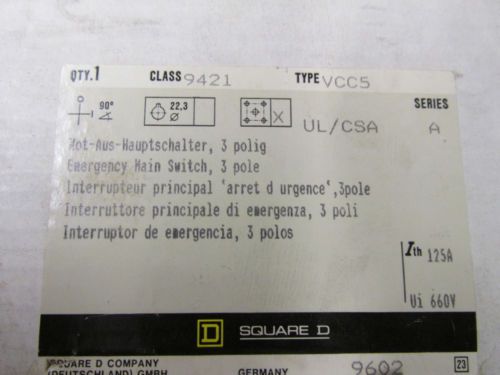 QTY.1 CLASS 9421 TYPE VCC5
90° 22,3 X UL/CSA SERIES A
Not-Aus-Hauptschalter, 3 polig
Emergency Main Switch, 3 pole
Interrupteur principal 'arret d urgence',3pole
Interruttore principale di emergenza, 3 poli
Interruptor de emergencia, 3 polos
Ith 125A
Ui 660V
D SQUARE D
SQUARE D COMPANY
(DEUTSCHLAND) GMBH GERMANY 9602 23